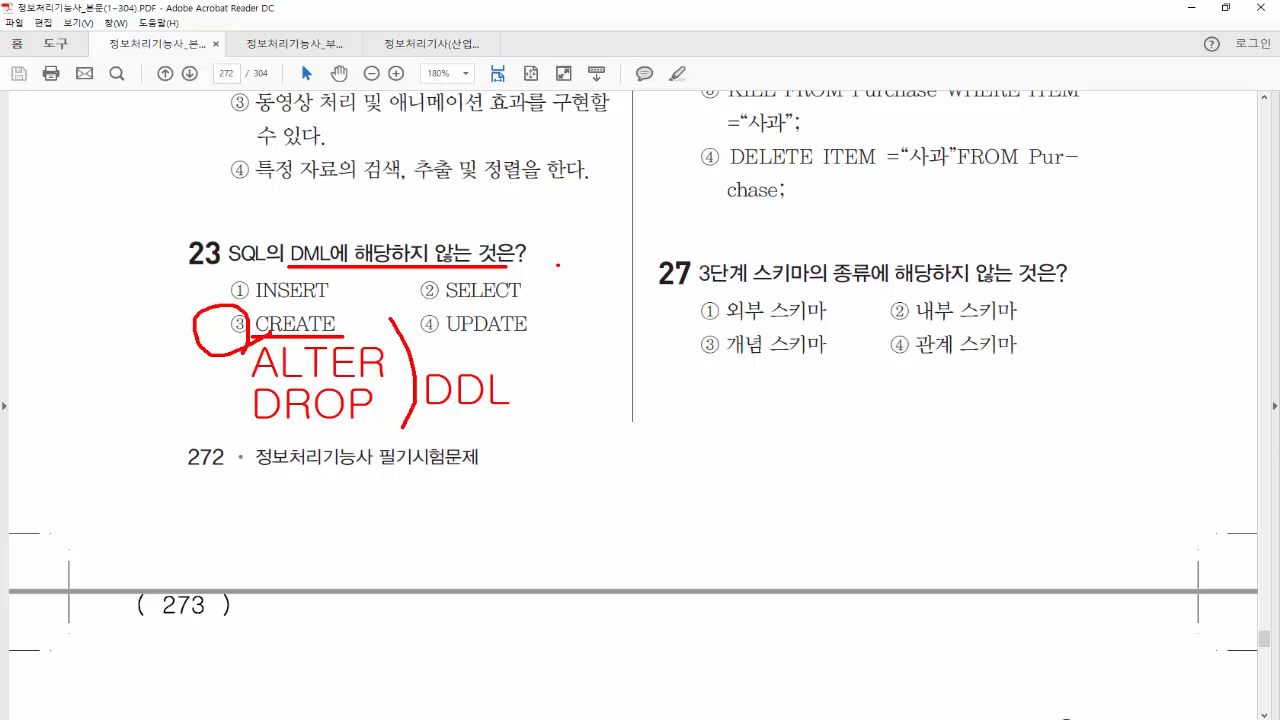 정보처리기능사_본문(1~304).PDF - Adobe Acrobat Reader DC
파일 편집 보기(V) 창(W) 도움말(H)
홈 도구 정보처리기능사_본... × 정보처리기능사_부... 정보처리기사(산업... ? 로그인
272 / 304 180%
③ 동영상 처리 및 애니메이션 효과를 구현할
수 있다.
④ 특정 자료의 검색, 추출 및 정렬을 한다.
23 SQL의 DML에 해당하지 않는 것은?
① INSERT ② SELECT
③ CREATE ④ UPDATE
ALTER
DROP
DDL
272 • 정보처리기능사 필기시험문제
KILL FROM Purchase WHERE ITEM
=“사과”;
④ DELETE ITEM =“사과”FROM Pur-
chase;
27 3단계 스키마의 종류에 해당하지 않는 것은?
① 외부 스키마 ② 내부 스키마
③ 개념 스키마 ④ 관계 스키마
( 273 )